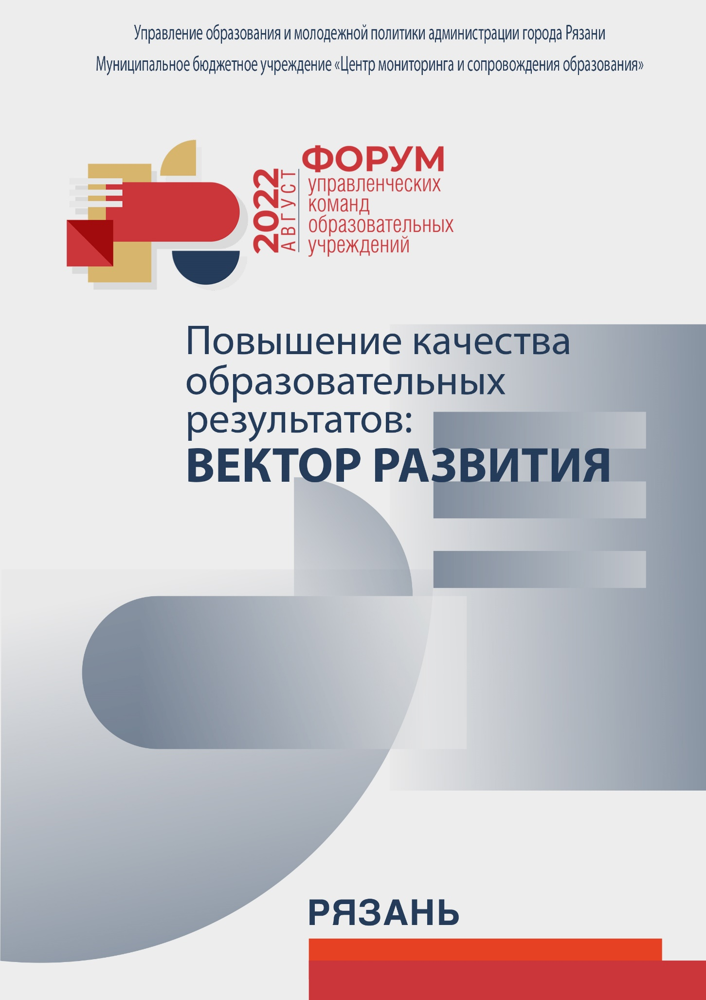 Управление образования и молодежной политики администрации города Рязани
Муниципальное бюджетное учреждение «Центр мониторинга и сопровождения образования»
2022
АВГУСТ
ФОРУМ
управленческих
команд
образовательных
учреждений
Повышение качества
образовательных
результатов:
ВЕКТОР РАЗВИТИЯ
РЯЗАНЬ